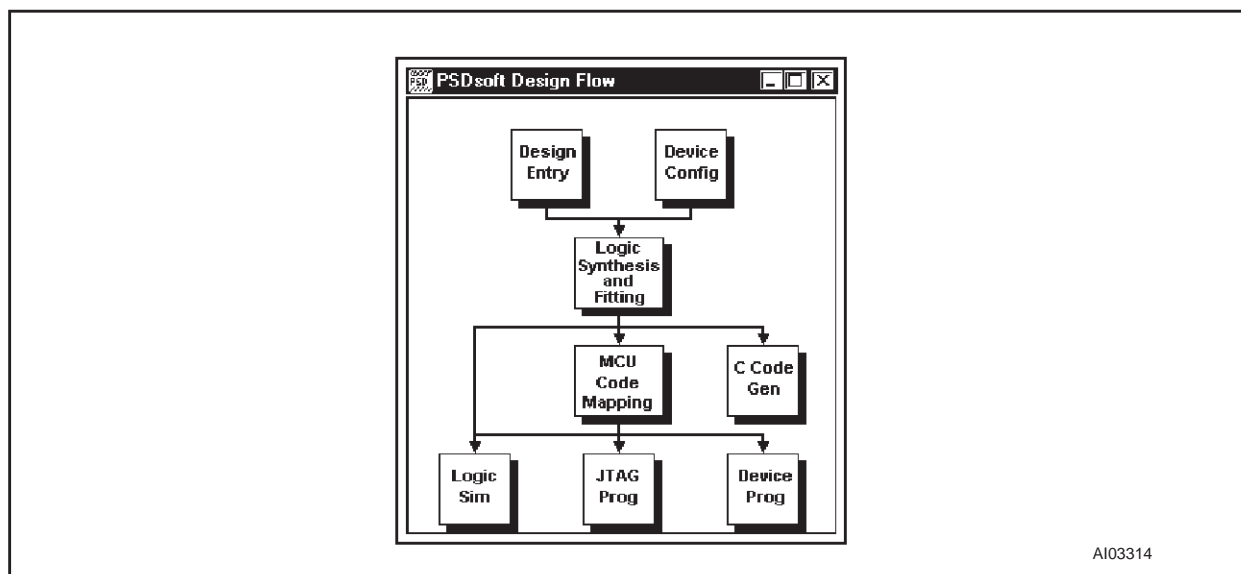 PSD PSDsoft Design Flow
Design
Entry
Device
Config
Logic
Synthesis
and
Fitting
MCU
Code
Mapping
C Code
Gen
Logic
Sim
JTAG
Prog
Device
Prog
AI03314